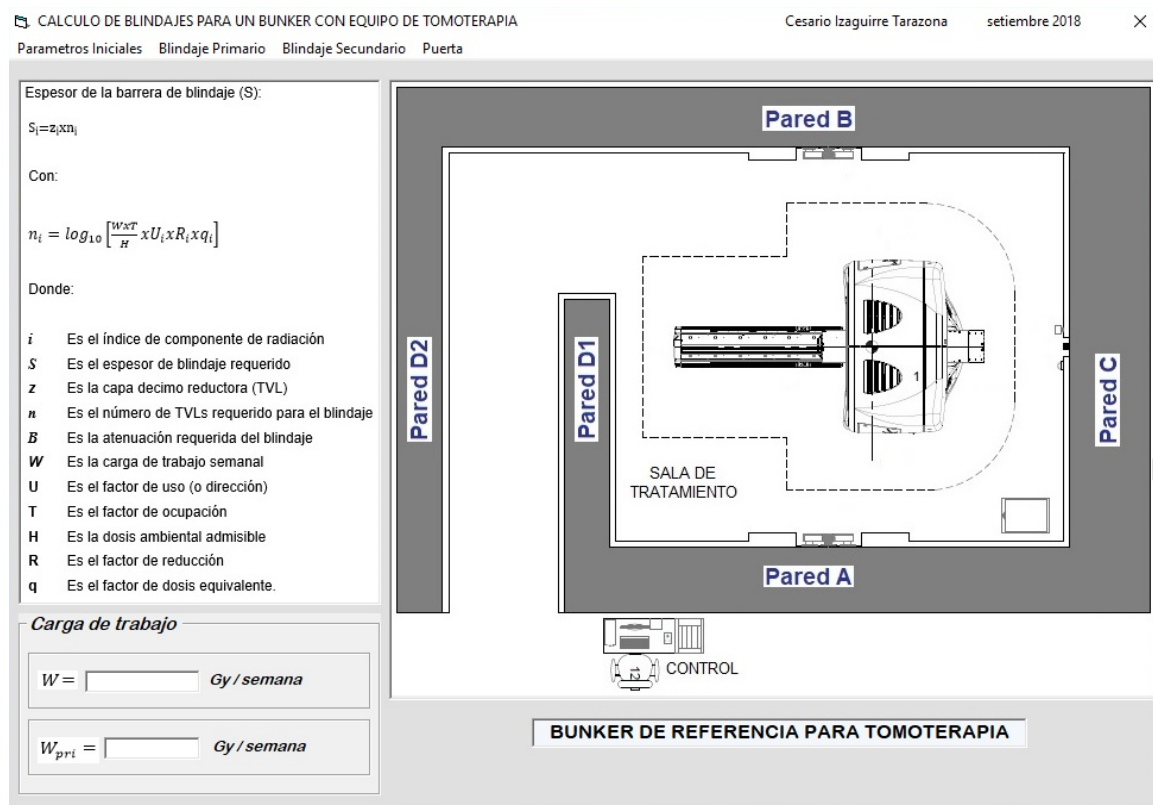 CALCULO DE BLINDAJES PARA UN BUNKER CON EQUIPO DE TOMOTERAPIA Cesario Izaguirre Tarazona setiembre 2018
Parametros Iniciales Blindaje Primario Blindaje Secundario Puerta
Espesor de la barrera de blindaje (S):
Sᵢ=zᵢxnᵢ
Con:
nᵢ = log₁₀ [WxT/H xUᵢxRᵢxqᵢ]
Donde:
i Es el índice de componente de radiación
S Es el espesor de blindaje requerido
z Es la capa decimo reductora (TVL)
n Es el número de TVLs requerido para el blindaje
B Es la atenuación requerida del blindaje
W Es la carga de trabajo semanal
U Es el factor de uso (o dirección)
T Es el factor de ocupación
H Es la dosis ambiental admisible
R Es el factor de reducción
q Es el factor de dosis equivalente.
Carga de trabajo
W = Gy / semana
Wₚᵣᵢ = Gy / semana
Pared B
Pared D2
Pared D1
1
Pared C
SALA DE
TRATAMIENTO
Pared A
12
CONTROL
BUNKER DE REFERENCIA PARA TOMOTERAPIA